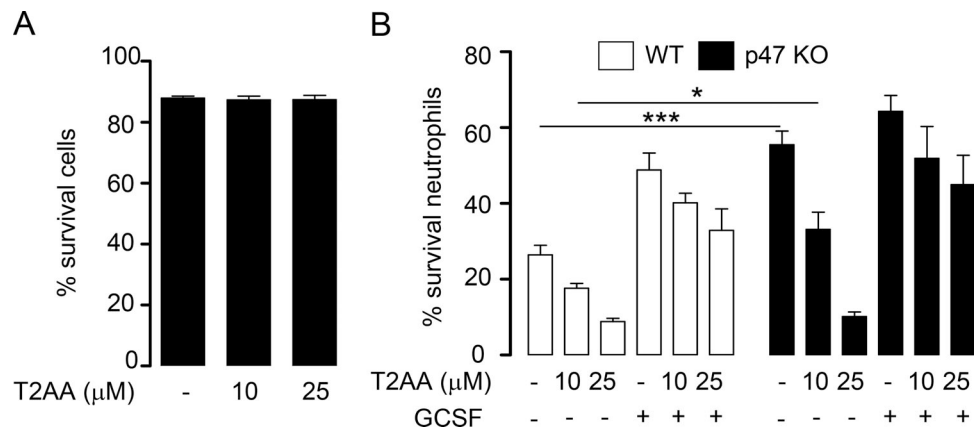 A
% survival cells
100
80
60
40
20
0
T2AA (μM) - 10 25
B
WT p47 KO
% survival neutrophils
80
60
40
20
0
*
***
T2AA (μM) - 10 25 - 10 25 - 10 25 - 10 25
GCSF - - - + + + - - - + + +